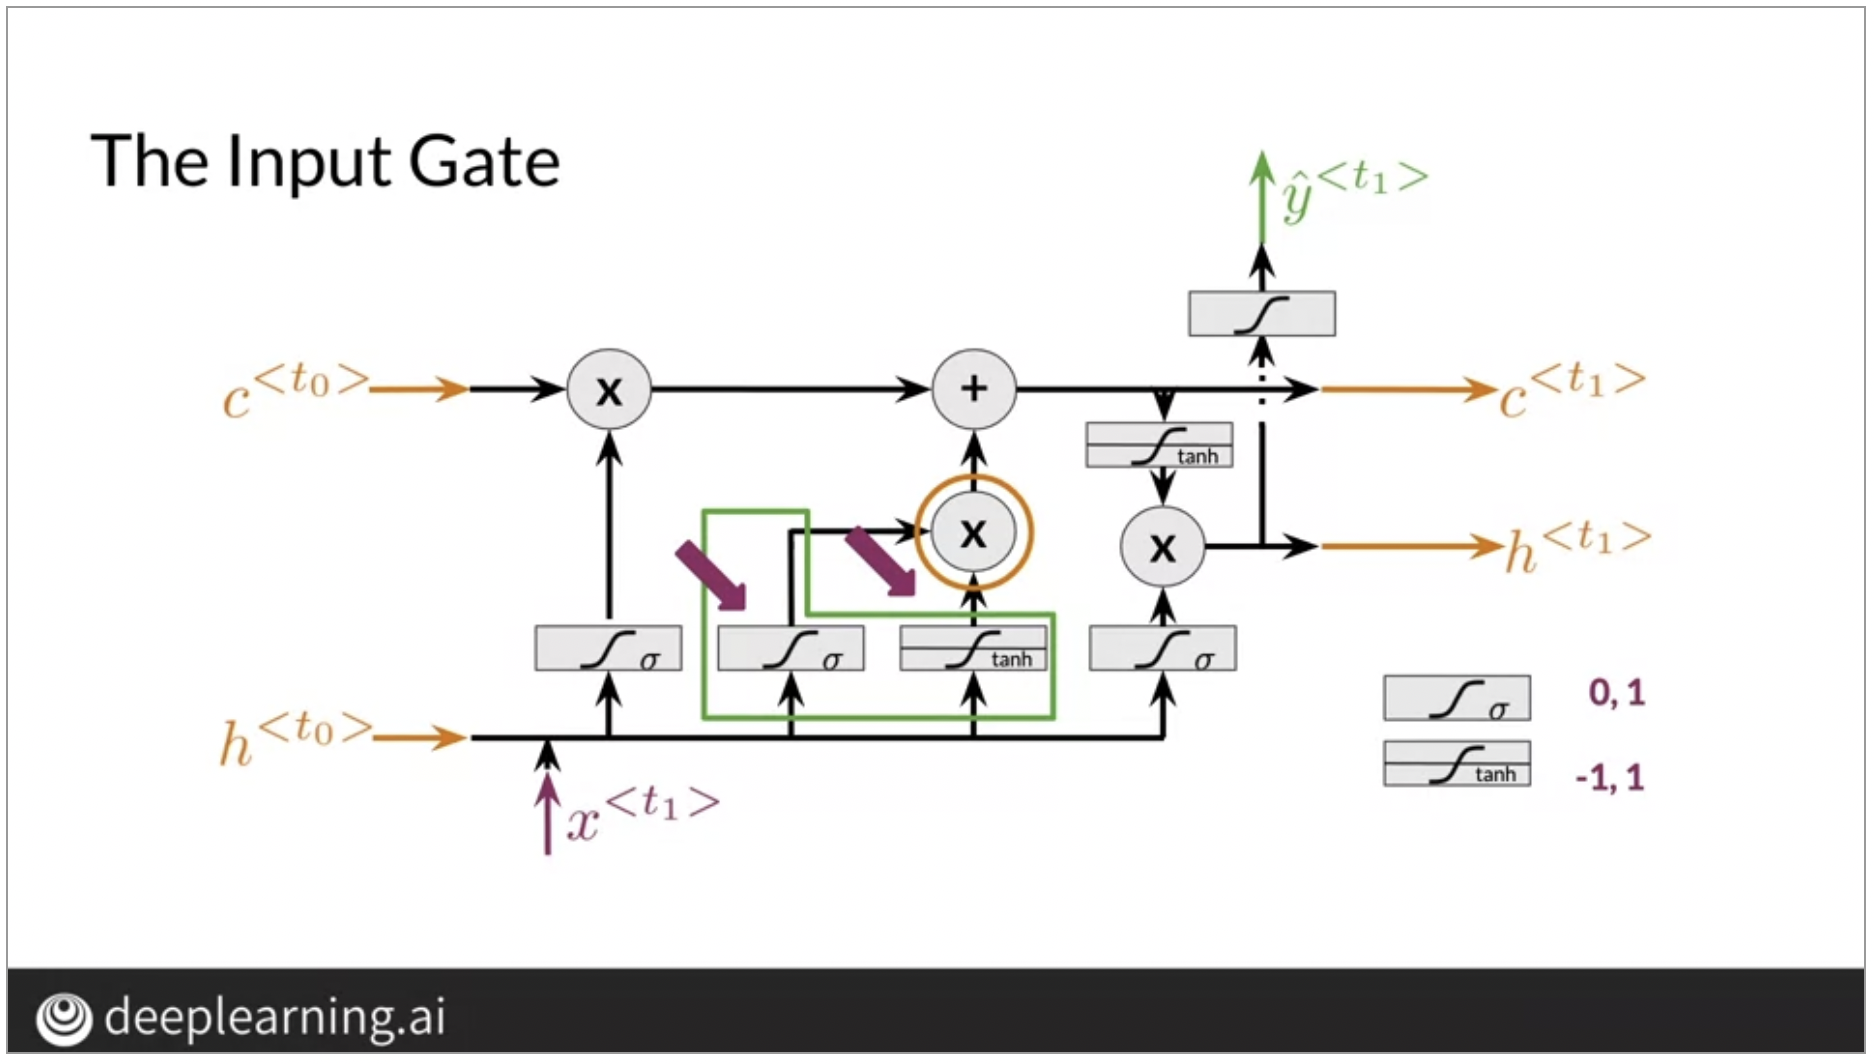 The Input Gate
ŷ<t₁>
c<t₀>
x
+
c<t₁>
tanh
x
x
h<t₁>
σ
σ
tanh
σ
σ
0, 1
h<t₀>
tanh
-1, 1
x<t₁>
deeplearning.ai